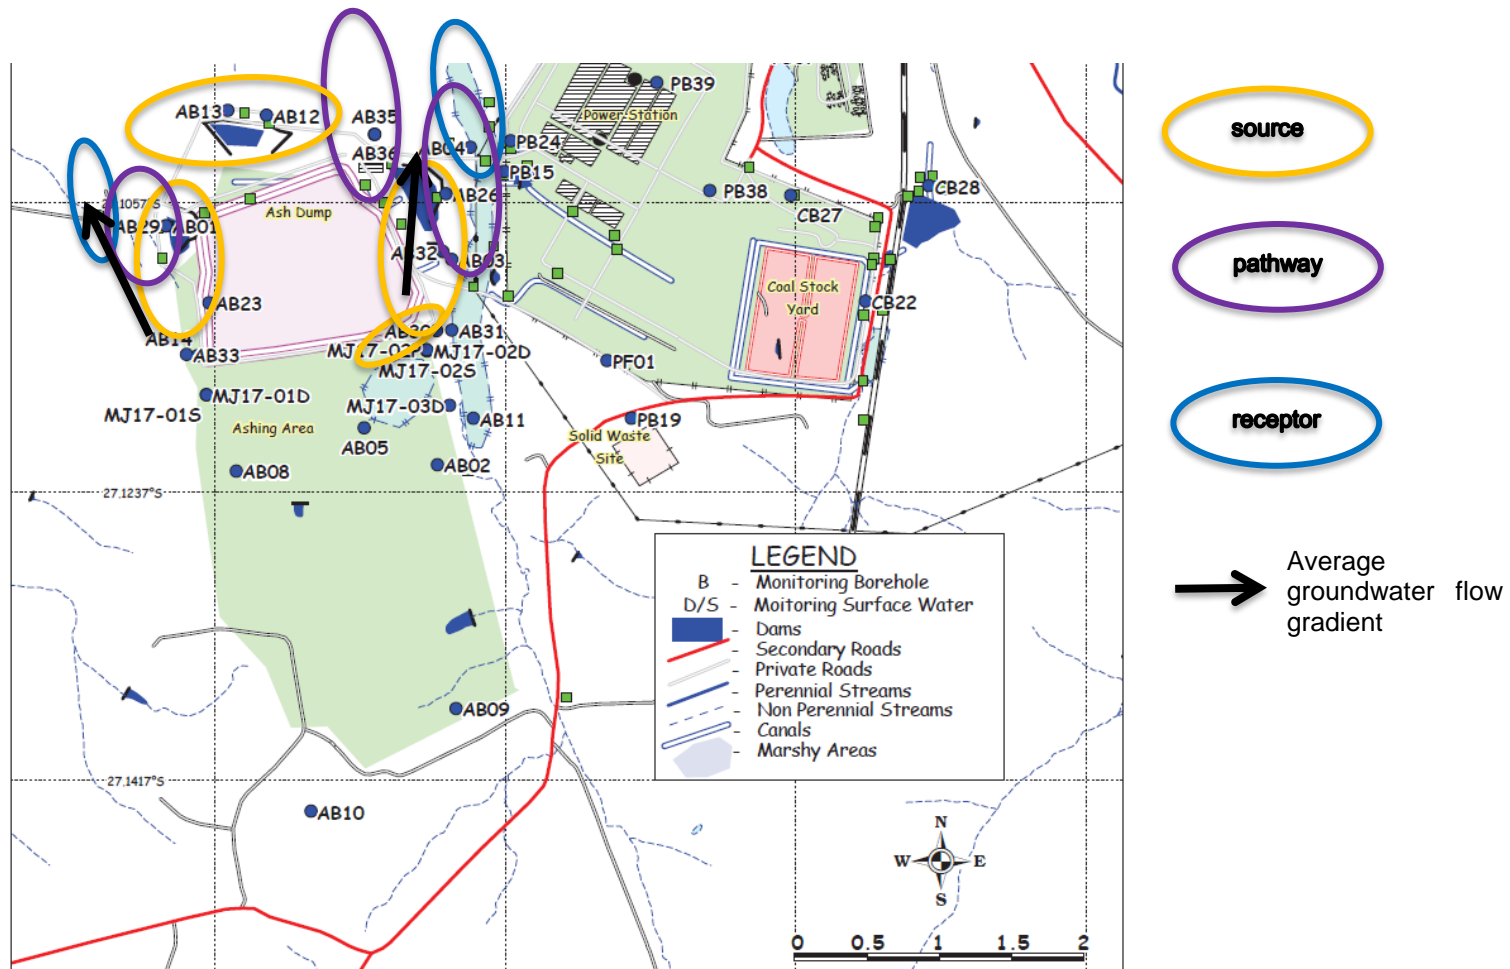 AB13
AB12
AB35
AB36
AB04
PB24
PB15
PB39
Power Station
PB38
CB27
CB28
AB26
Ash Dump
AB29
AB01
AB32
AB03
Coal Stock
Yard
CB22
AB23
AB14
AB33
AB31
MJ17-02D
MJ17-02S
PF01
MJ17-01D
MJ17-01S
MJ17-03D
AB11
PB19
Ashing Area
AB05
Solid Waste
Site
AB08
AB02
27.1237°S
AB09
27.1417°S
AB10
LEGEND
B - Monitoring Borehole
D/S - Moitoring Surface Water
- Dams
- Secondary Roads
- Private Roads
- Perennial Streams
- Non Perennial Streams
- Canals
- Marshy Areas
N
W E
S
0 0.5 1 1.5 2
source
pathway
receptor
Average
groundwater flow
gradient